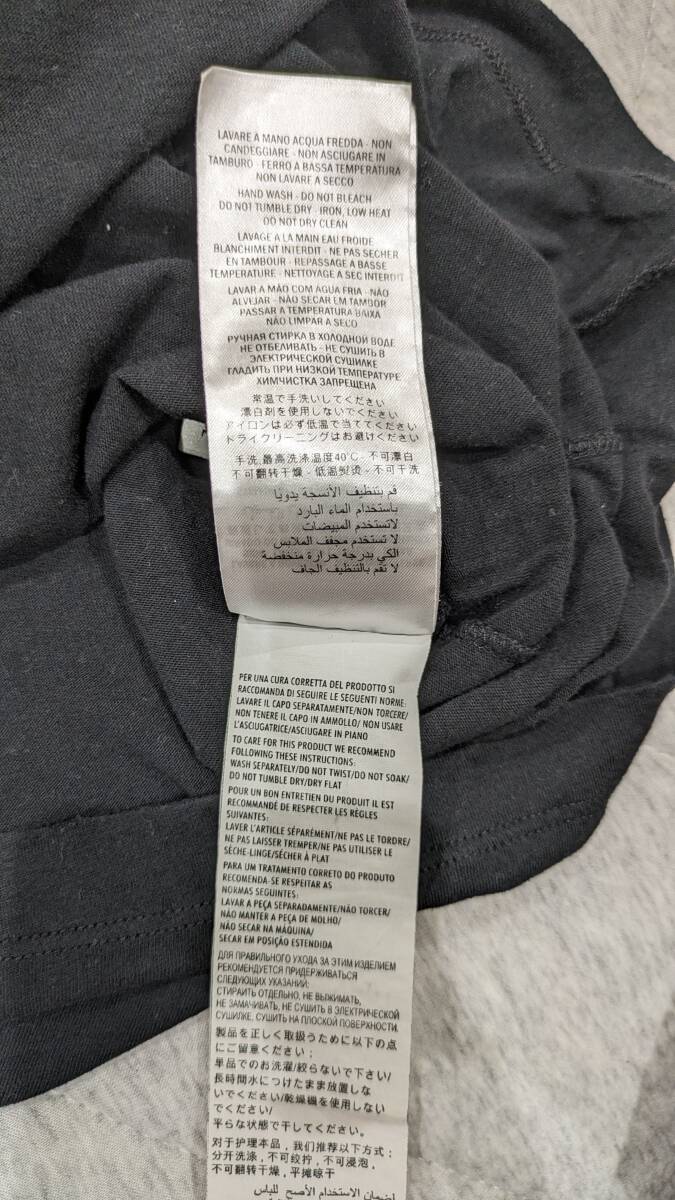 LAVARE A MANO ACQUA FREDDA - NON
CANDEGGIARE - NON ASCIUGARE IN
TAMBURO - FERRO A BASSA TEMPERATURA
NON LAVARE A SECCO
HAND WASH - DO NOT BLEACH
DO NOT TUMBLE DRY - IRON, LOW HEAT
DO NOT DRY CLEAN
LAVAGE A LA MAIN EAU FROIDE
BLANCHIMENT INTERDIT - NE PAS SECHER
EN TAMBOUR - REPASSAGE A BASSE
TEMPERATURE - NETTOYAGE A SEC INTERDIT
LAVAR A MÃO COM AGUA FRIA - NÃO
ALVEJAR - NÃO SECAR EM TAMBOR
PASSAR A TEMPERATURA BAIXA
NÃO LIMPAR A SECO
РУЧНАЯ СТИРКА В ХОЛОДНОЙ ВОДЕ
НЕ ОТБЕЛИВАТЬ - НЕ СУШИТЬ В
ЭЛЕКТРИЧЕСКОЙ СУШИЛКЕ
ГЛАДИТЬ ПРИ НИЗКОЙ ТЕМПЕРАТУРЕ
ХИМЧИСТКА ЗАПРЕЩЕНА
常温で手洗いしてください
漂白剤を使用しないでください
アイロンは必ず低温で当ててください
ドライクリーニングはお避けください
手洗,最高洗涤温度40℃ - 不可漂白
不可翻转干燥 - 低温熨烫 - 不可干洗
قم بتنظيف الأنسجة يدويًا
باستخدام الماء البارد
لاتستخدم المبيضات
لا تستخدم مجفف الملابس
الكي بدرجة حرارة منخفضة
لا تقم بالتنظيف الجاف
PER UNA CURA CORRETTA DEL PRODOTTO SI
RACCOMANDA DI SEGUIRE LE SEGUENTI NORME:
LAVARE IL CAPO SEPARATAMENTE/NON TORCERE/
NON TENERE IL CAPO IN AMMOLLO/ NON USARE
L'ASCIUGATRICE/ASCIUGARE IN PIANO
TO CARE FOR THIS PRODUCT WE RECOMMEND
FOLLOWING THESE INSTRUCTIONS:
WASH SEPARATELY/DO NOT TWIST/DO NOT SOAK/
DO NOT TUMBLE DRY/DRY FLAT
POUR UN BON ENTRETIEN DU PRODUIT IL EST
RECOMMANDÉ DE RESPECTER LES RÈGLES
SUIVANTES:
LAVER L'ARTICLE SÉPARÉMENT/NE PAS LE TORDRE/
NE PAS LAISSER TREMPER/NE PAS UTILISER LE
SÈCHE-LINGE/SÉCHER À PLAT
PARA UM TRATAMENTO CORRETO DO PRODUTO
RECOMENDA-SE RESPEITAR AS
NORMAS SEGUINTES:
LAVAR A PEÇA SEPARADAMENTE/NÃO TORCER/
NÃO MANTER A PEÇA DE MOLHO/
NÃO SECAR NA MÁQUINA/
SECAR EM POSIÇÃO ESTENDIDA
ДЛЯ ПРАВИЛЬНОГО УХОДА ЗА ЭТИМ ИЗДЕЛИЕМ
РЕКОМЕНДУЕТСЯ ПРИДЕРЖИВАТЬСЯ
СЛЕДУЮЩИХ УКАЗАНИЙ:
СТИРАИТЬ ОТДЕЛЬНО, НЕ ВЫЖИМАТЬ,
НЕ ЗАМАЧИВАТЬ, НЕ СУШИТЬ В ЭЛЕКТРИЧЕСКОЙ
СУШИЛКЕ, СУШИТЬ НА ПЛОСКОЙ ПОВЕРХНОСТИ.
製品を正しく取扱うために以下の点
にご留意ください：
単品でのお洗濯/絞らないで下さい/
長時間水につけたまま放置しな
いでください/乾燥機を使用しない
でください/
平らな状態で干してください。
对于护理本品，我们推荐以下方式：
分开洗涤，不可绞拧，不可浸泡，
不可翻转干燥，平摊晾干
لضمان الاستخدام الأصح للباس